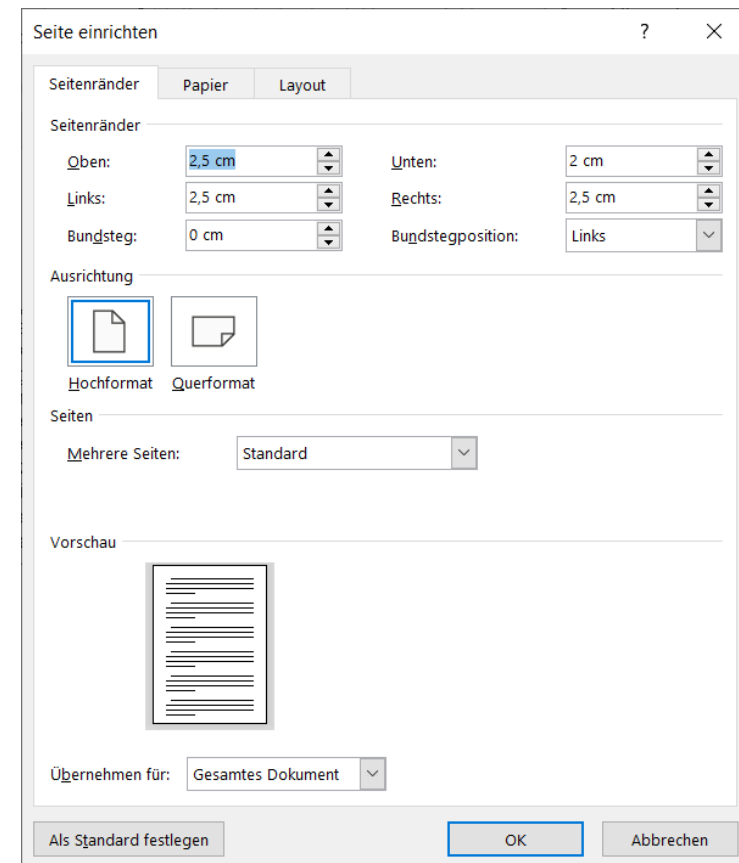 Seite einrichten ?
Seitenränder Papier Layout
Seitenränder
Oben: 2,5 cm Unten: 2 cm
Links: 2,5 cm Rechts: 2,5 cm
Bundsteg: 0 cm Bundstegposition: Links
Ausrichtung
Hochformat Querformat
Seiten
Mehrere Seiten: Standard
Vorschau
Übernehmen für: Gesamtes Dokument
Als Standard festlegen OK Abbrechen